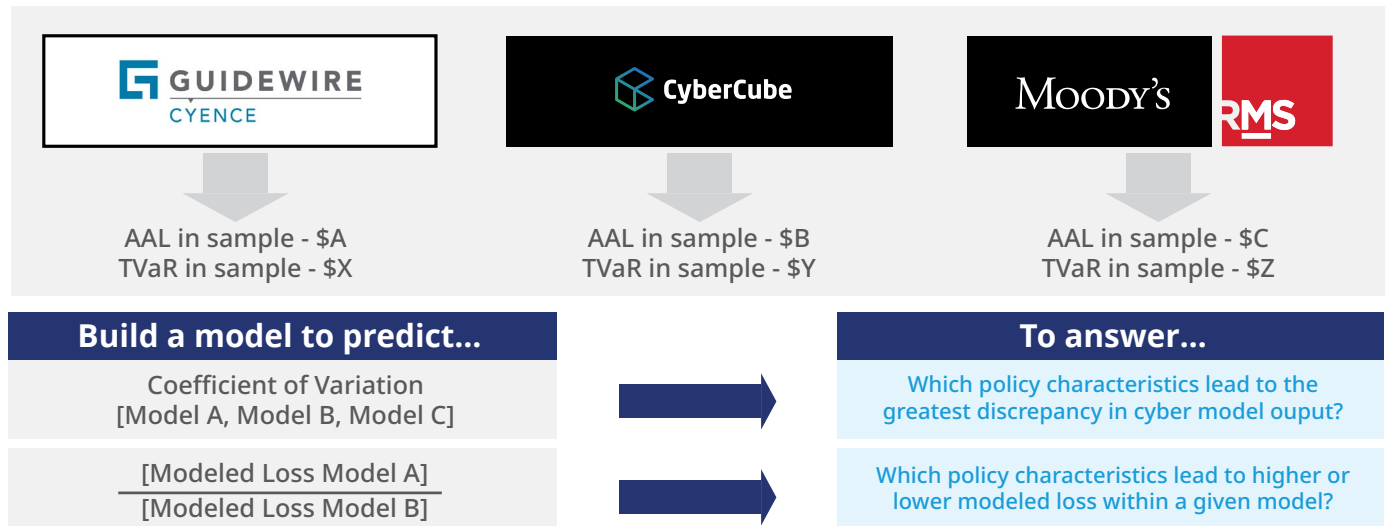 GUIDEWIRE
CYENCE
CyberCube
MOODY'S
RMS
AAL in sample - $A
TVaR in sample - $X
AAL in sample - $B
TVaR in sample - $Y
AAL in sample - $C
TVaR in sample - $Z
Build a model to predict...
To answer...
Coefficient of Variation
[Model A, Model B, Model C]
Which policy characteristics lead to the
greatest discrepancy in cyber model ouput?
[Modeled Loss Model A]
[Modeled Loss Model B]
Which policy characteristics lead to higher or
lower modeled loss within a given model?